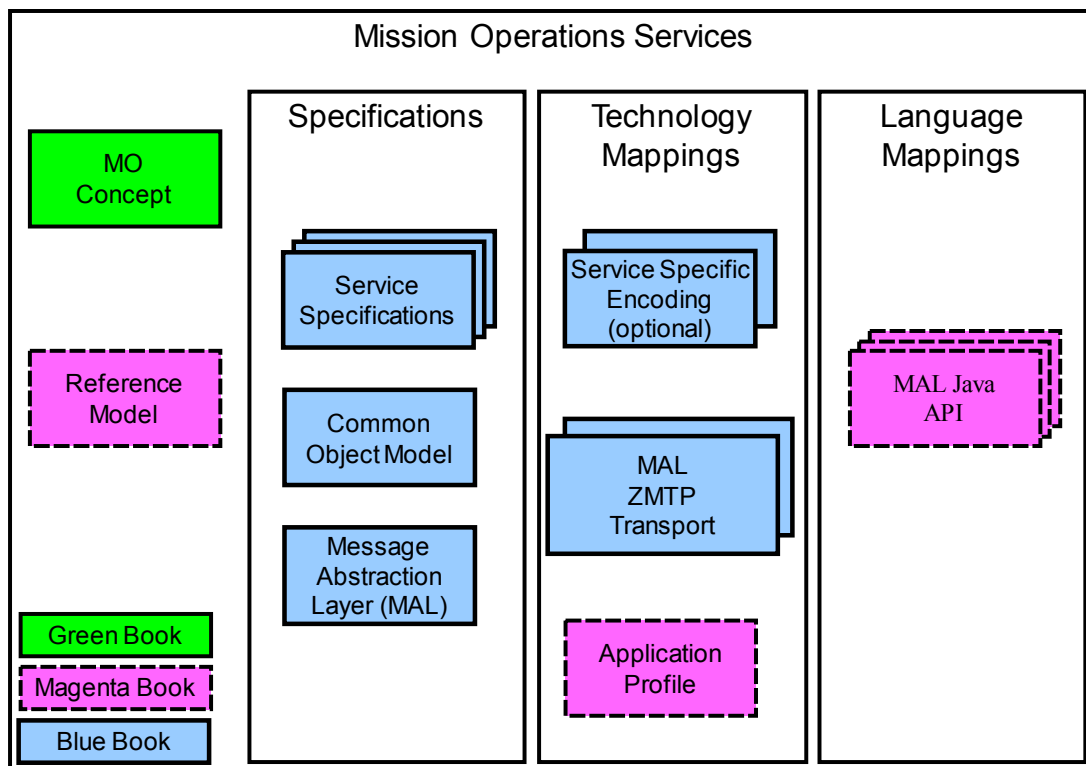 Mission Operations Services
MO
Concept
Reference
Model
Green Book
Magenta Book
Blue Book
Specifications
Service
Specifications
Common
Object Model
Message
Abstraction
Layer (MAL)
Technology
Mappings
Service Specific
Encoding
(optional)
MAL
ZMTP
Transport
Application
Profile
Language
Mappings
MAL Java
API